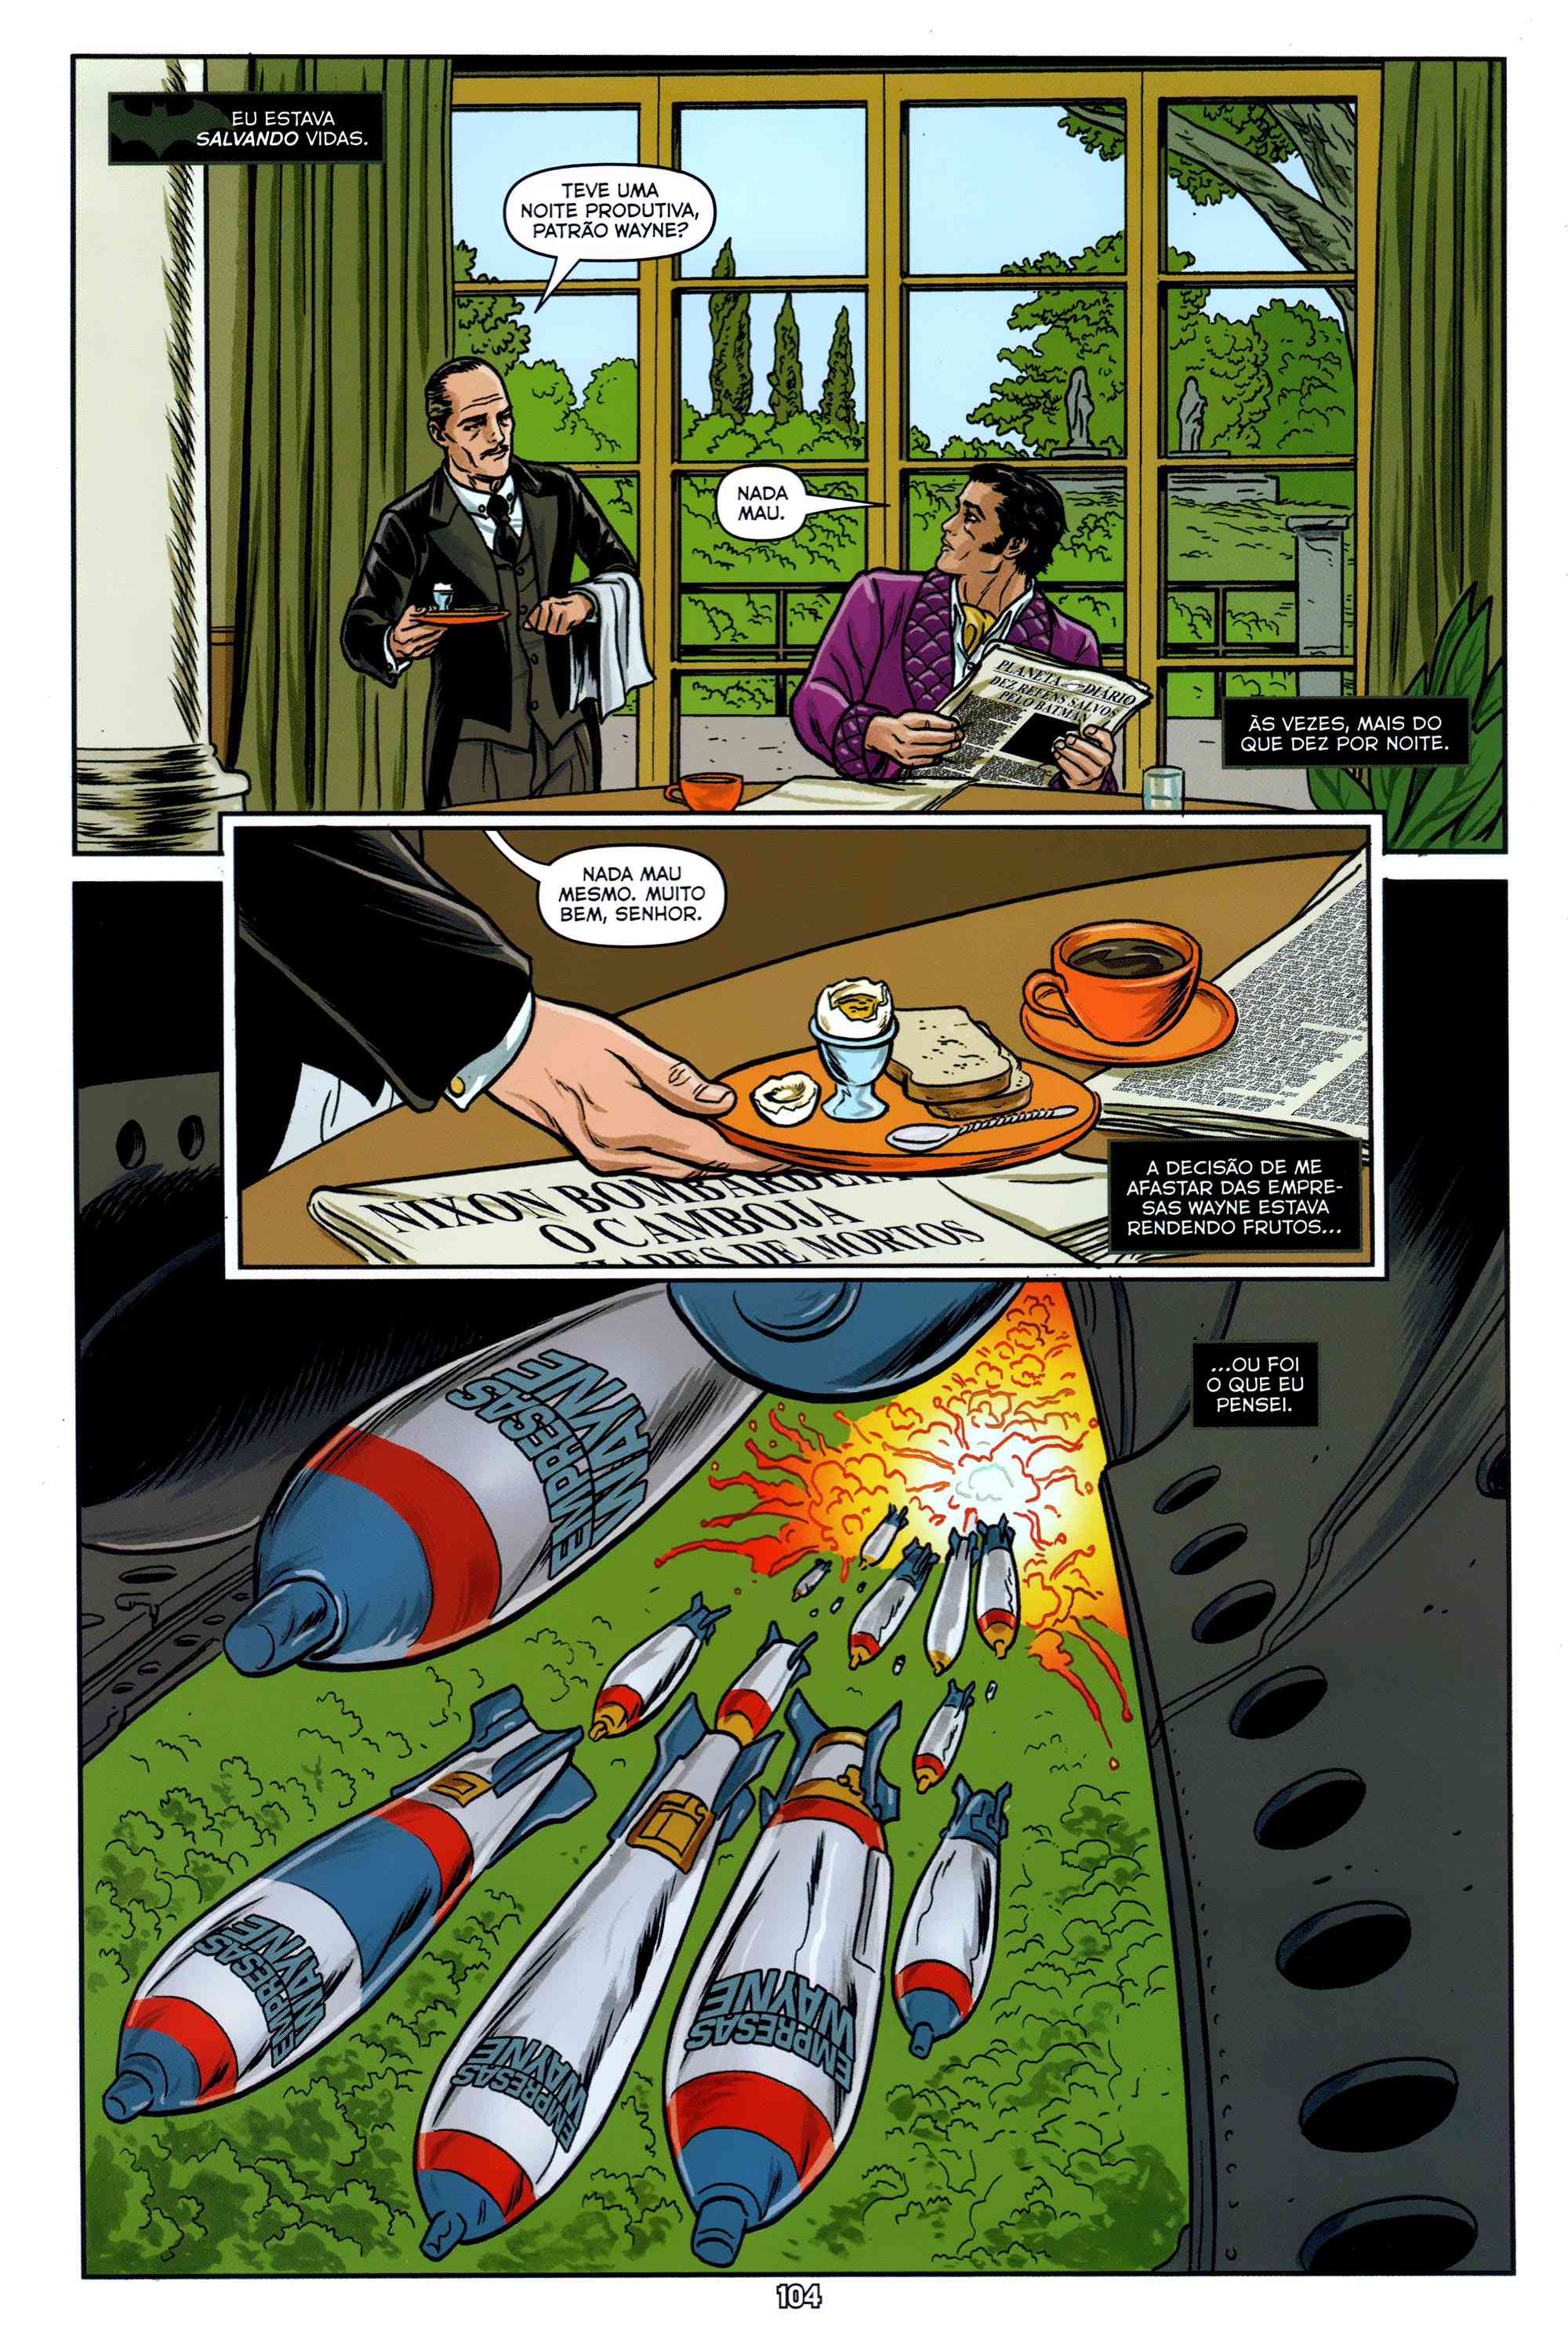 EU ESTAVA
SALVANDO VIDAS.
TEVE UMA
NOITE PRODUTIVA,
PATRÃO WAYNE?
NADA
MAU.
PLANETA DIÁRIO
DEZ REFÉNS SALVOS
PELO BATMAN
ÀS VEZES, MAIS DO
QUE DEZ POR NOITE.
NADA MAU
MESMO. MUITO
BEM, SENHOR.
NIXON BOMBARDEIA
O CAMBOJA
DE MORTOS
A DECISÃO DE ME
AFASTAR DAS EMPRE-
SAS WAYNE ESTAVA
RENDENDO FRUTOS...
...OU FOI
O QUE EU
PENSEI.
EMPRESAS
WAYNE
EMPRESAS
WAYNE
EMPRESAS
WAYNE
EMPRESAS
WAYNE
104